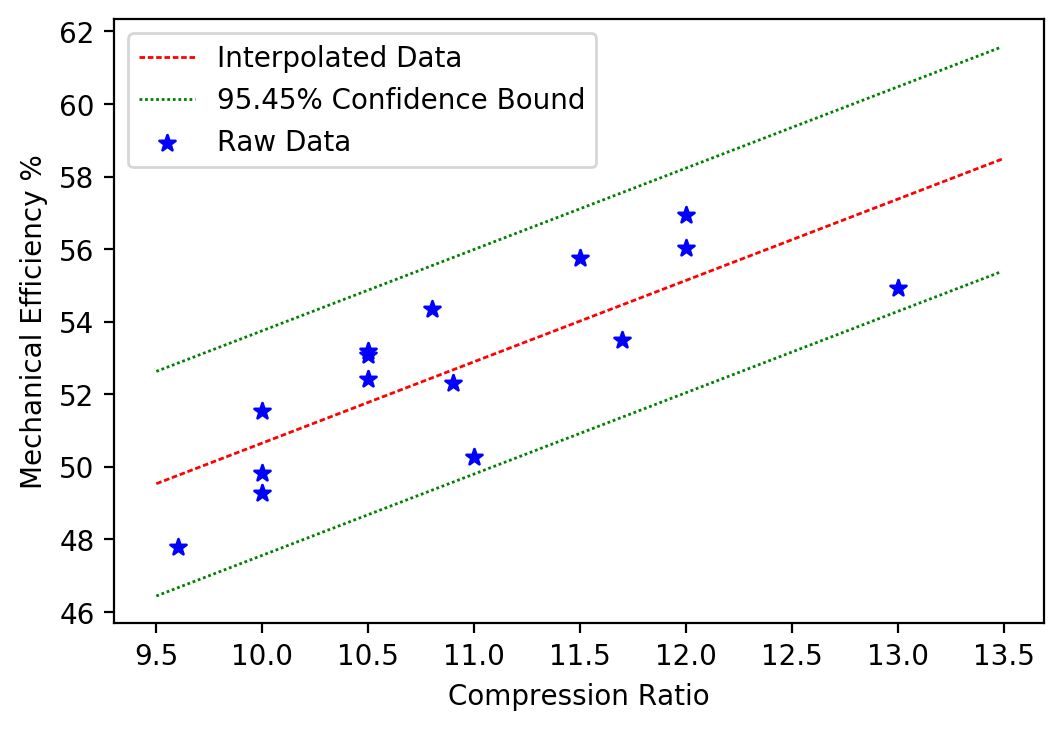 62
60
58
56
54
52
50
48
46
Mechanical Efficiency %
Interpolated Data
95.45% Confidence Bound
Raw Data
9.5 10.0 10.5 11.0 11.5 12.0 12.5 13.0 13.5
Compression Ratio